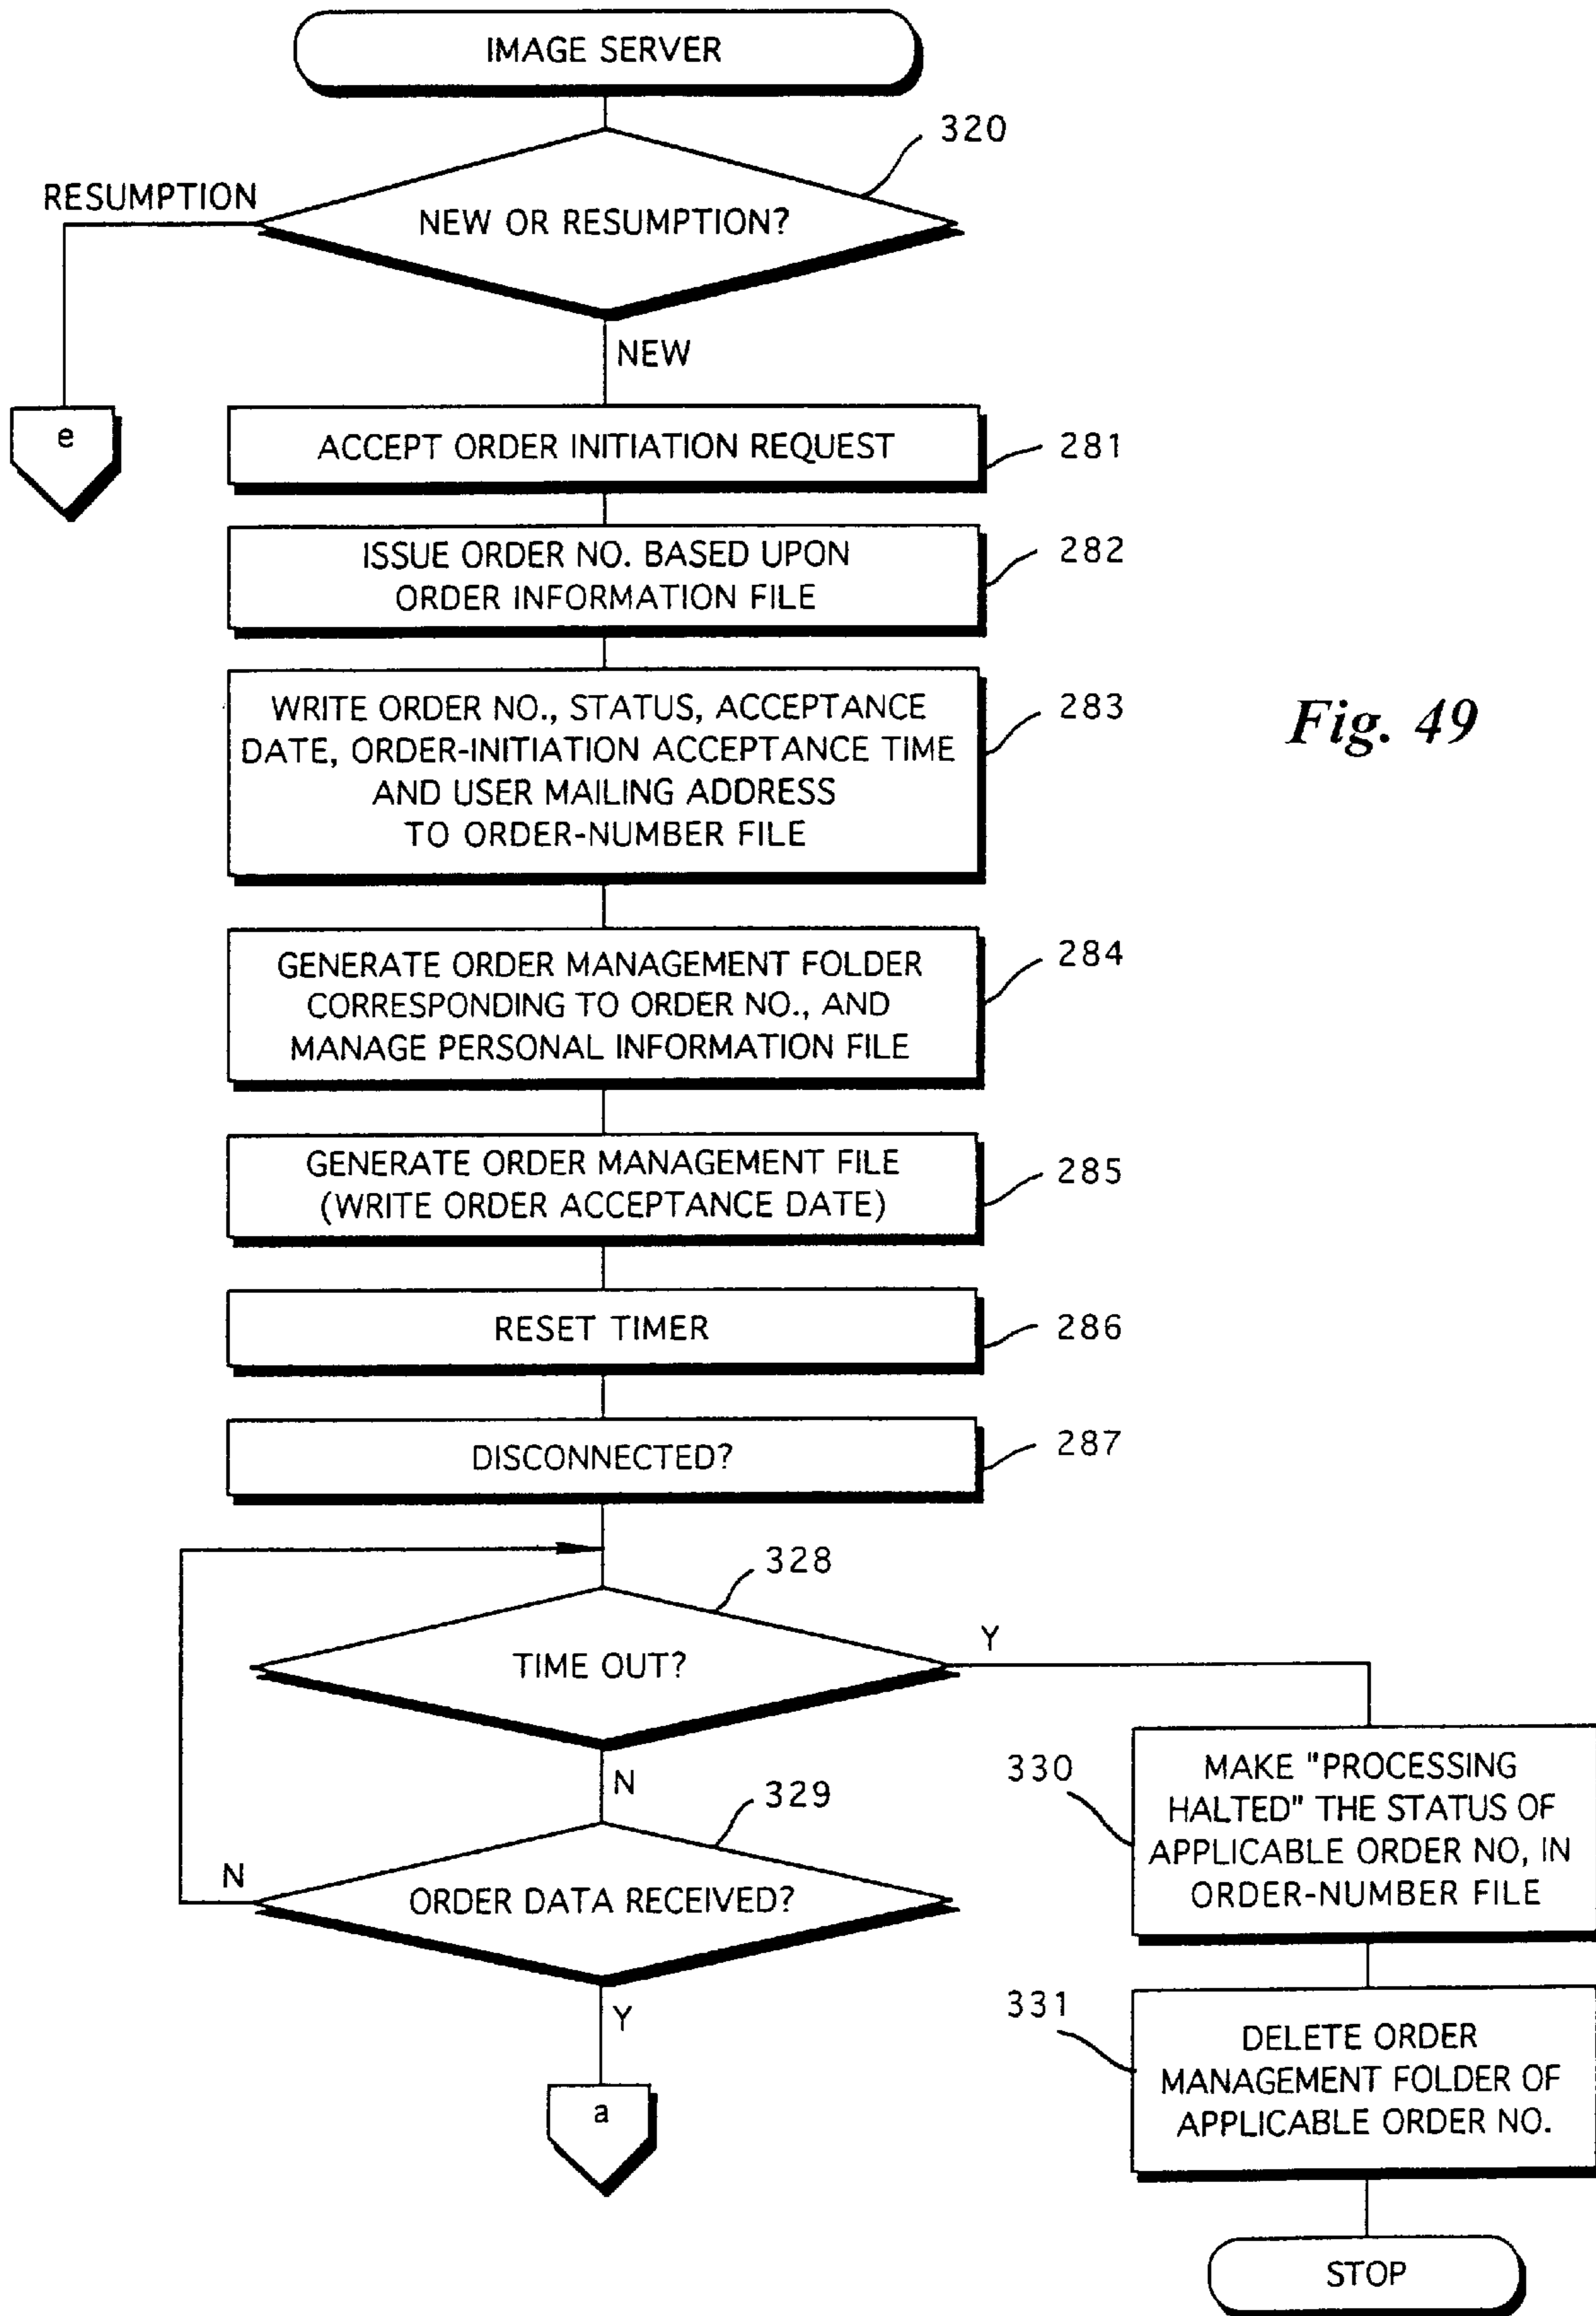 IMAGE SERVER
320
RESUMPTION
NEW OR RESUMPTION?
NEW
e
ACCEPT ORDER INITIATION REQUEST
281
ISSUE ORDER NO. BASED UPON
ORDER INFORMATION FILE
282
WRITE ORDER NO., STATUS, ACCEPTANCE
DATE, ORDER-INITIATION ACCEPTANCE TIME
AND USER MAILING ADDRESS
TO ORDER-NUMBER FILE
283
Fig. 49
GENERATE ORDER MANAGEMENT FOLDER
CORRESPONDING TO ORDER NO., AND
MANAGE PERSONAL INFORMATION FILE
284
GENERATE ORDER MANAGEMENT FILE
(WRITE ORDER ACCEPTANCE DATE)
285
RESET TIMER
286
DISCONNECTED?
287
328
TIME OUT?
Y
N
329
N
ORDER DATA RECEIVED?
Y
a
330
MAKE "PROCESSING
HALTED" THE STATUS OF
APPLICABLE ORDER NO, IN
ORDER-NUMBER FILE
331
DELETE ORDER
MANAGEMENT FOLDER OF
APPLICABLE ORDER NO.
STOP